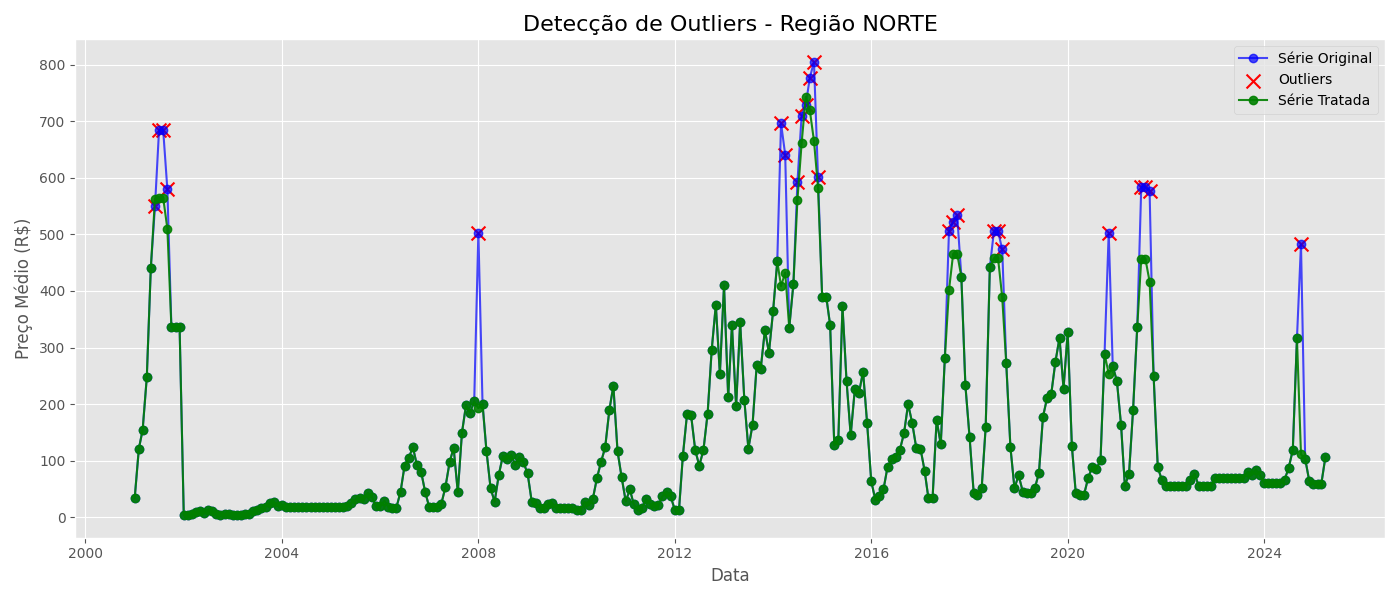 Detecção de Outliers - Região NORTE
Série Original
Outliers
Série Tratada
Preço Médio (R$)
800
700
600
500
400
300
200
100
0
2000 2004 2008 2012 2016 2020 2024
Data